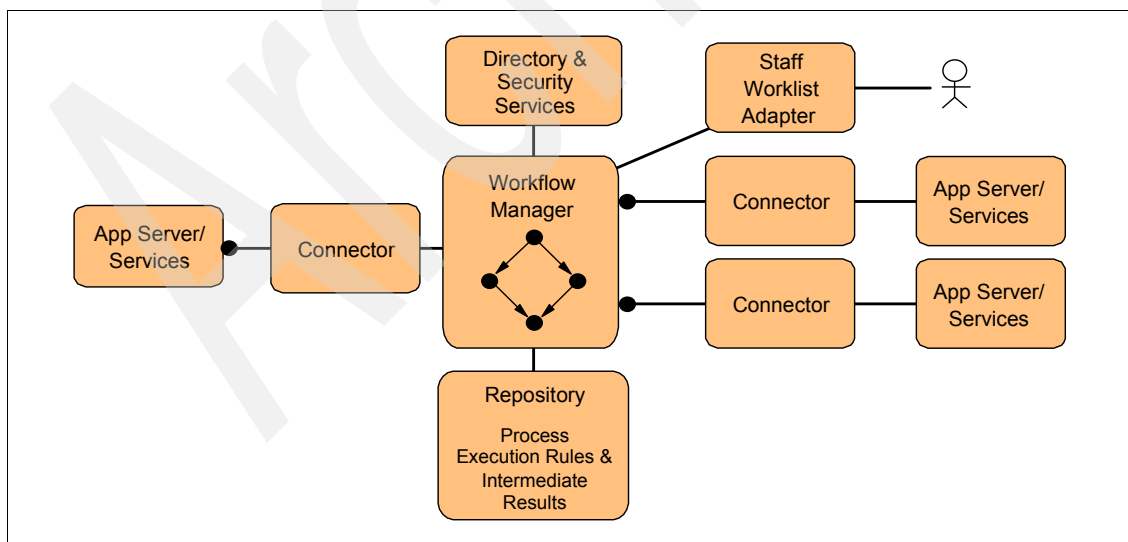 Directory &
Security
Services
Staff
Worklist
Adapter
Workflow
Manager
App Server/
Services
Connector
Connector
App Server/
Services
Connector
App Server/
Services
Repository
Process
Execution Rules &
Intermediate
Results